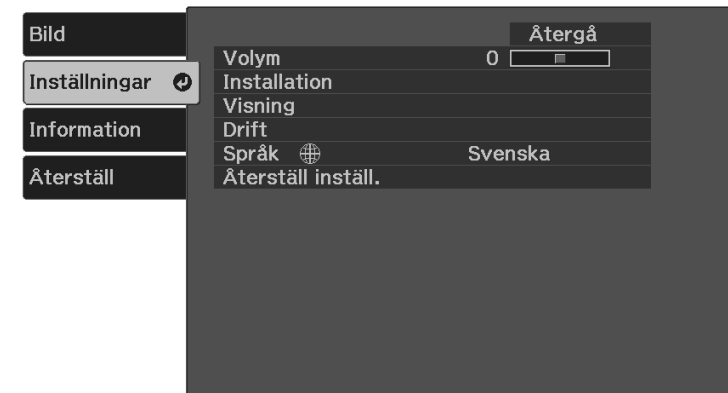 Bild
Inställningar
Information
Återställ
Återgå
Volym 0
Installation
Visning
Drift
Språk Svenska
Återställ inställ.